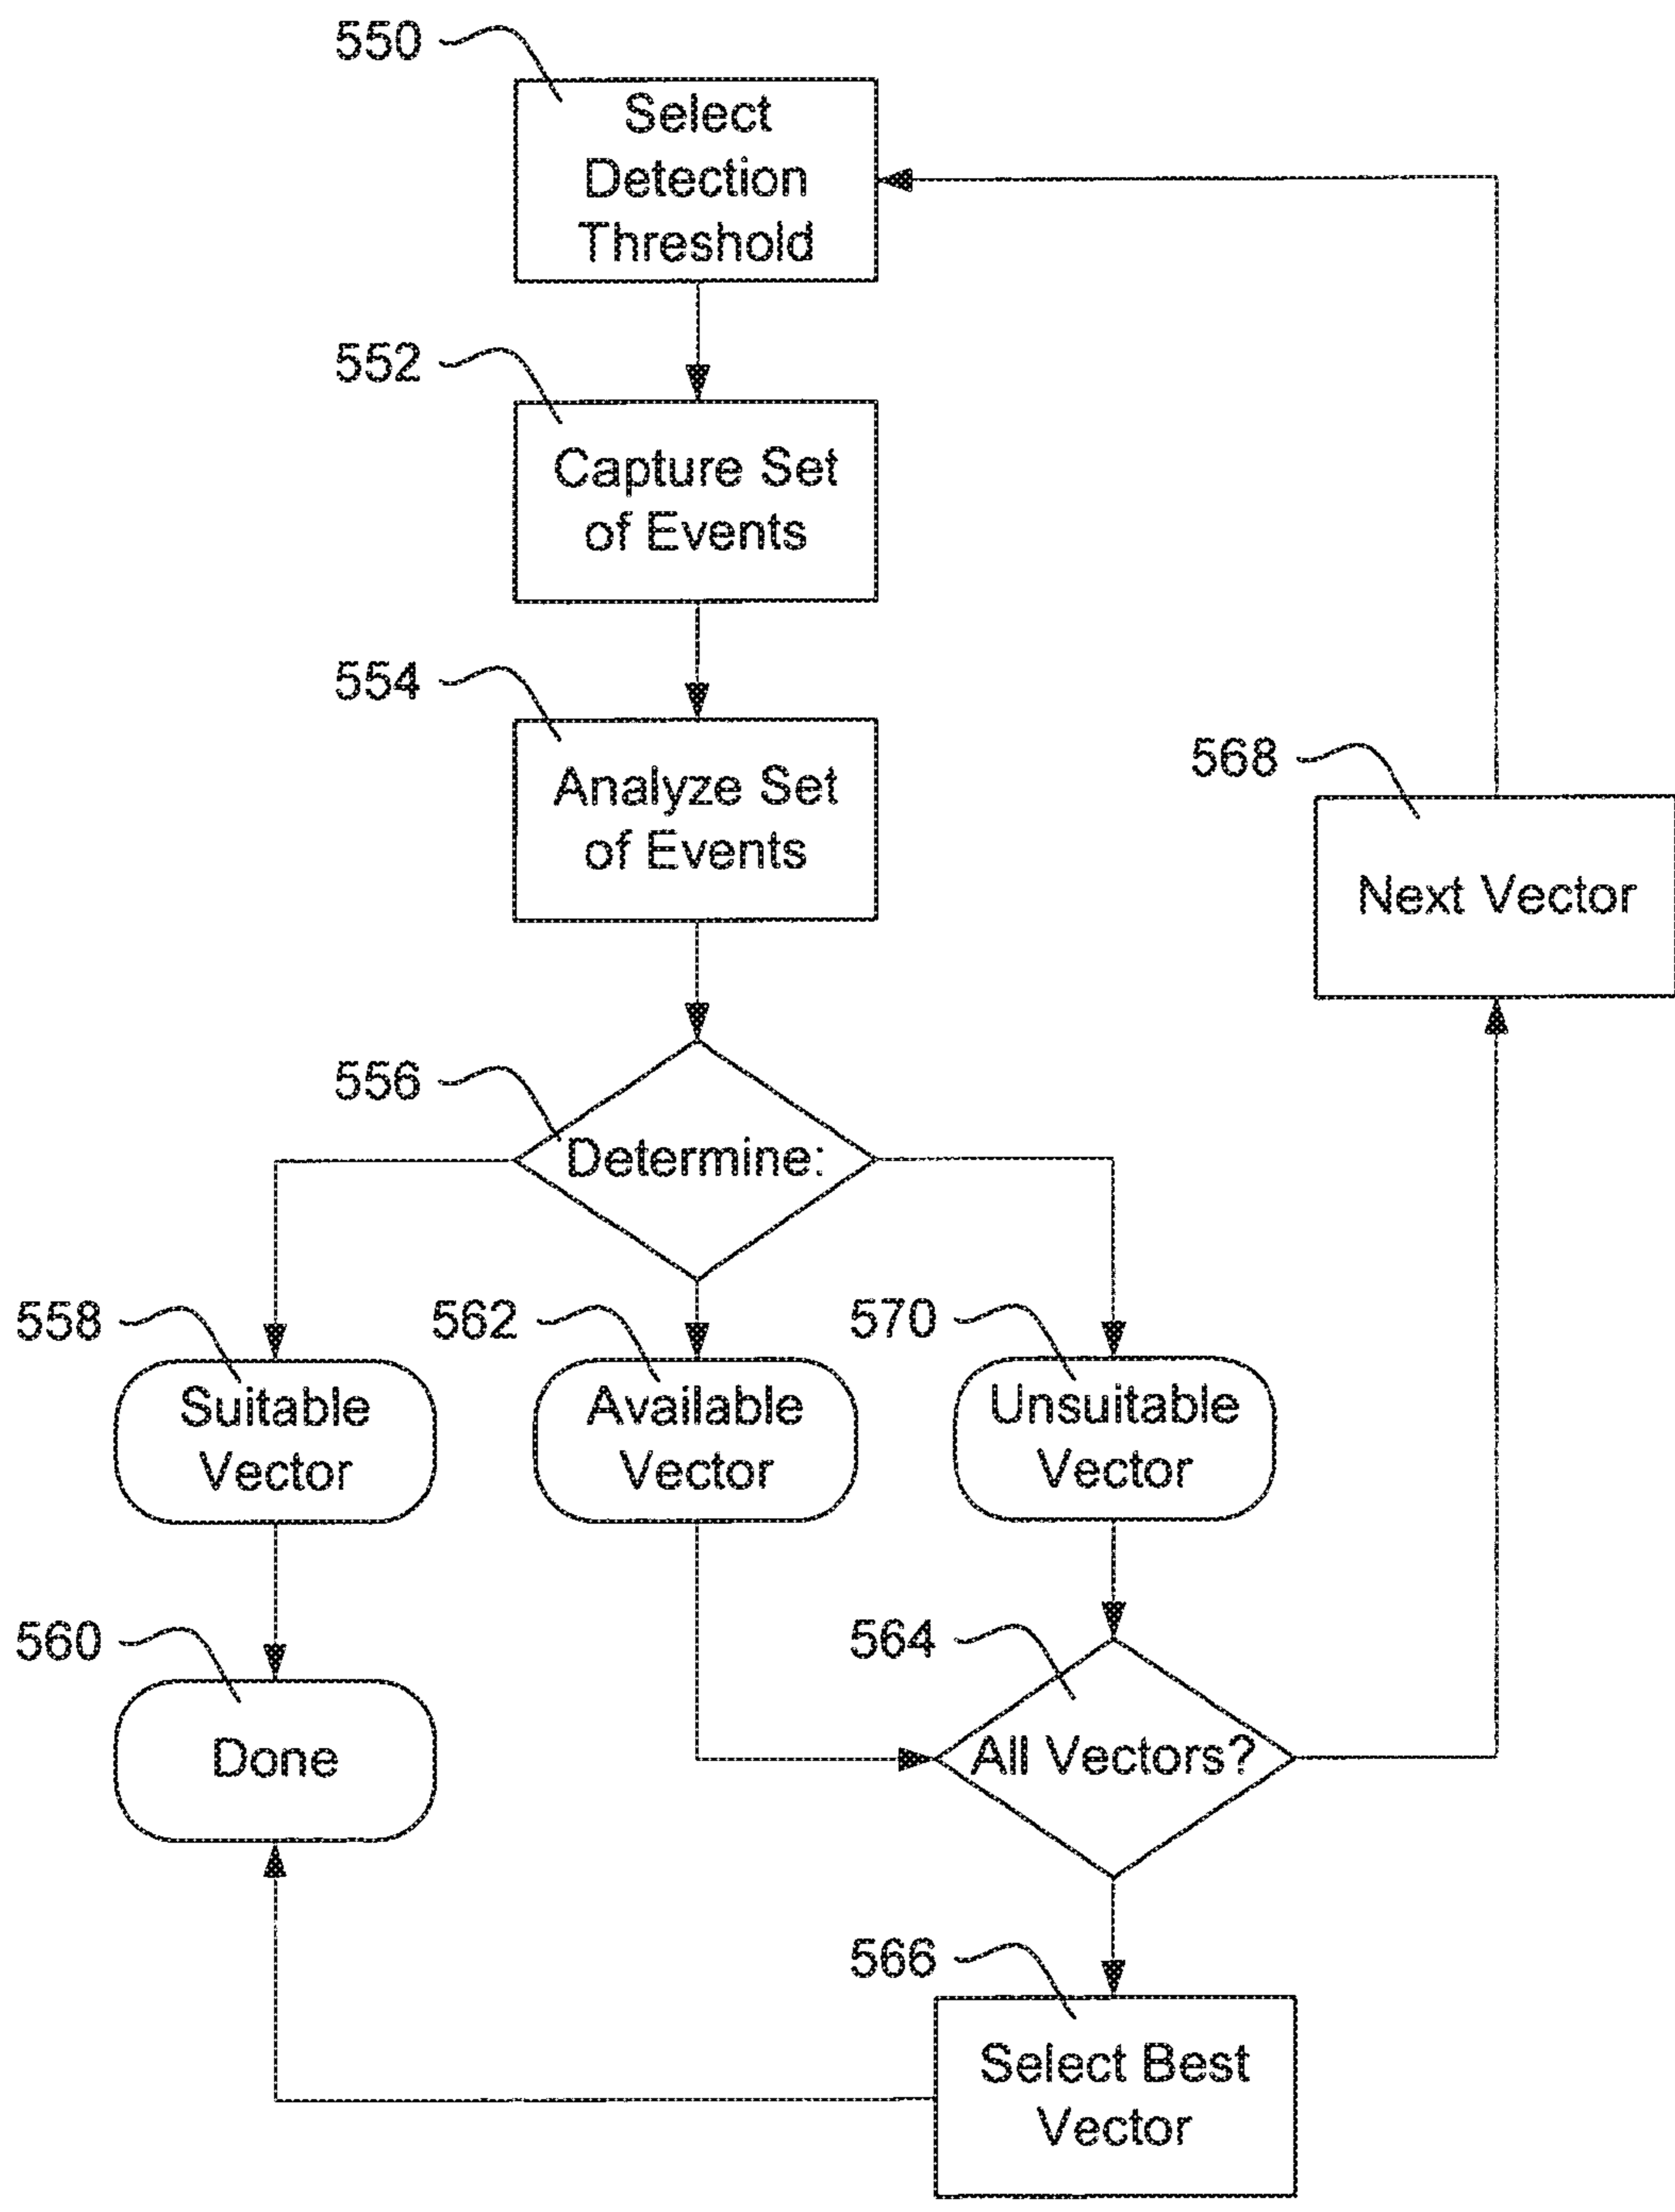 550
Select
Detection
Threshold
552
Capture Set
of Events
554
Analyze Set
of Events
568
Next Vector
556
Determine:
558
Suitable
Vector
562
Available
Vector
570
Unsuitable
Vector
560
Done
564
All Vectors?
566
Select Best
Vector